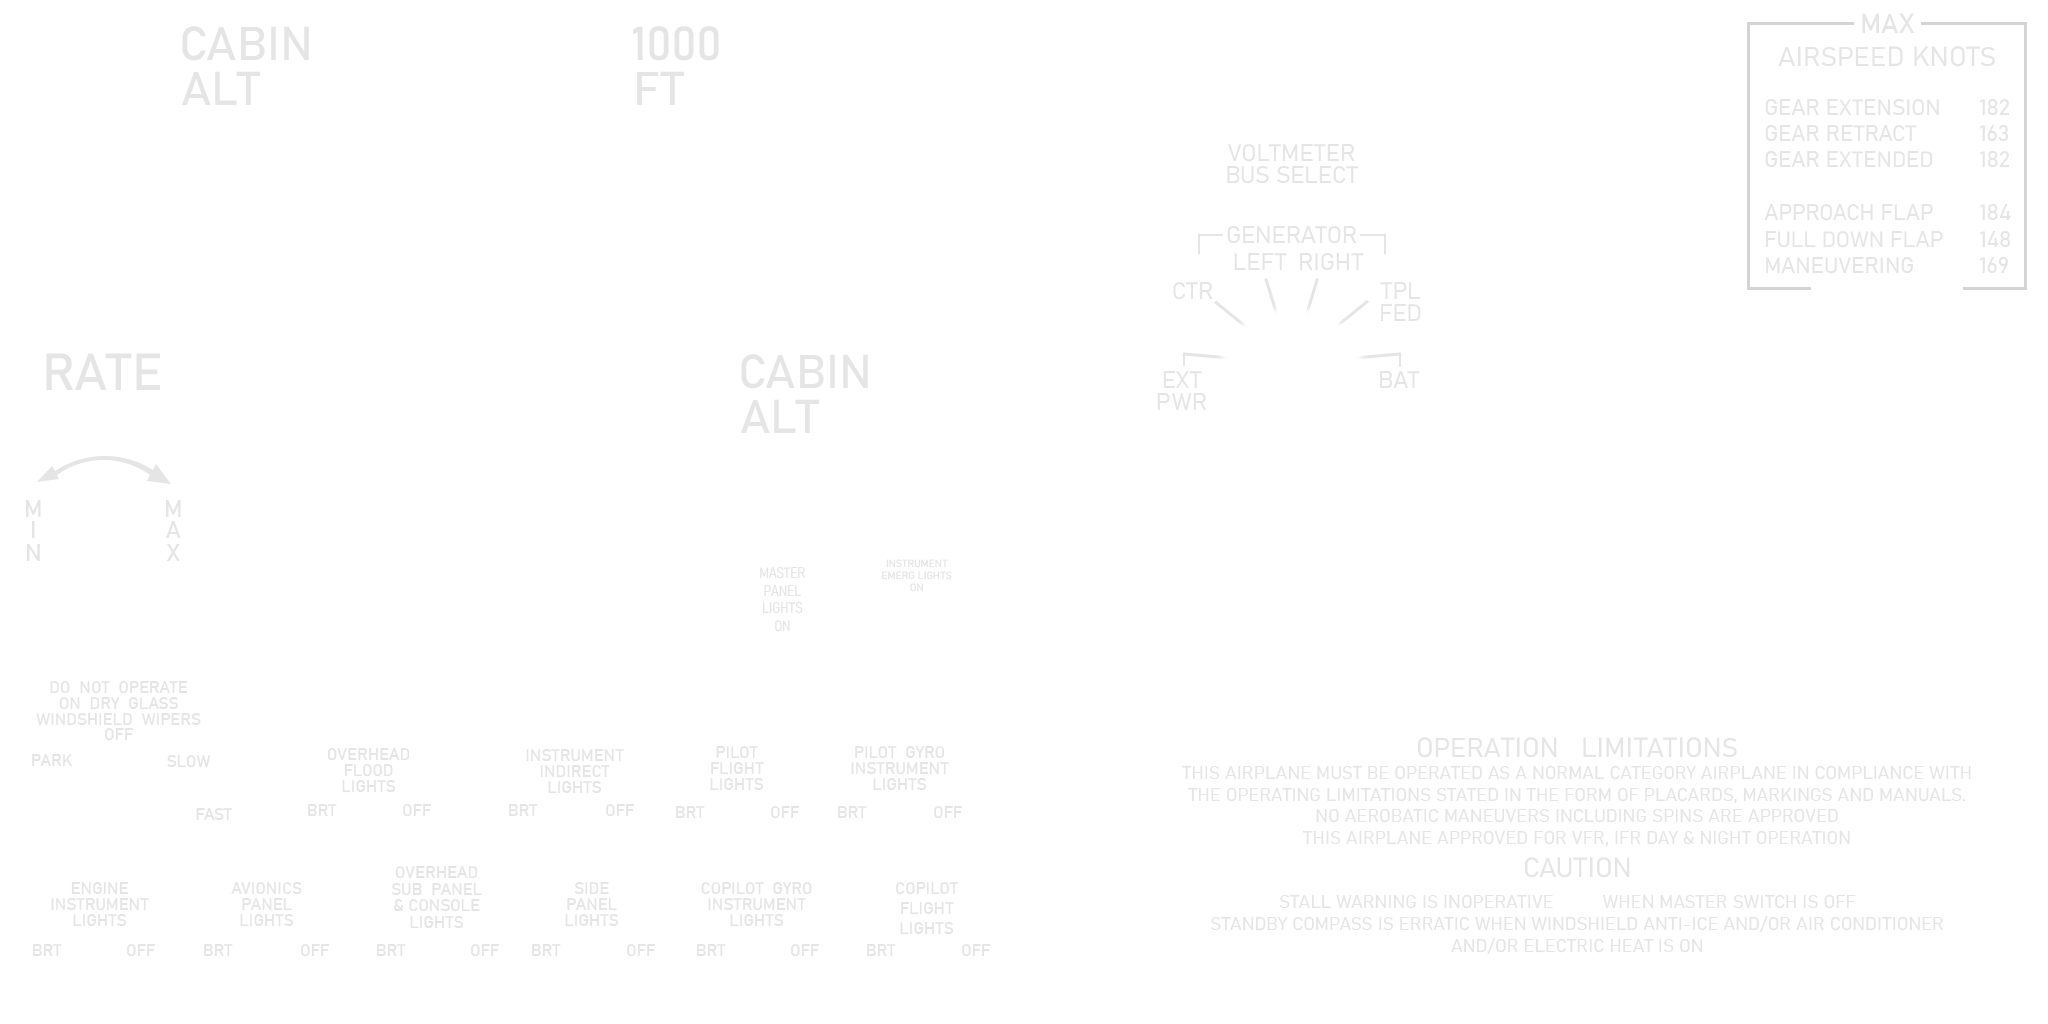 CABIN
ALT
1000
FT
MAX
AIRSPEED KNOTS
GEAR EXTENSION 182
GEAR RETRACT 163
GEAR EXTENDED 182
APPROACH FLAP 184
FULL DOWN FLAP 148
MANEUVERING 169
VOLTMETER
BUS SELECT
GENERATOR
LEFT RIGHT
CTR
TPL
FED
EXT
PWR
BAT
RATE
MIN
MAX
CABIN
ALT
MASTER
PANEL
LIGHTS
ON
INSTRUMENT
EMERG LIGHTS
ON
DO NOT OPERATE
ON DRY GLASS
WINDSHIELD WIPERS
OFF
PARK
SLOW
FAST
OVERHEAD
FLOOD
LIGHTS
BRT OFF
INSTRUMENT
INDIRECT
LIGHTS
BRT OFF
PILOT
FLIGHT
LIGHTS
BRT OFF
PILOT GYRO
INSTRUMENT
LIGHTS
BRT OFF
ENGINE
INSTRUMENT
LIGHTS
BRT OFF
AVIONICS
PANEL
LIGHTS
BRT OFF
OVERHEAD
SUB PANEL
& CONSOLE
LIGHTS
BRT OFF
SIDE
PANEL
LIGHTS
BRT OFF
COPILOT GYRO
INSTRUMENT
LIGHTS
BRT OFF
COPILOT
FLIGHT
LIGHTS
BRT OFF
OPERATION LIMITATIONS
THIS AIRPLANE MUST BE OPERATED AS A NORMAL CATEGORY AIRPLANE IN COMPLIANCE WITH
THE OPERATING LIMITATIONS STATED IN THE FORM OF PLACARDS, MARKINGS AND MANUALS.
NO AEROBATIC MANEUVERS INCLUDING SPINS ARE APPROVED
THIS AIRPLANE APPROVED FOR VFR, IFR DAY & NIGHT OPERATION
CAUTION
STALL WARNING IS INOPERATIVE WHEN MASTER SWITCH IS OFF
STANDBY COMPASS IS ERRATIC WHEN WINDSHIELD ANTI-ICE AND/OR AIR CONDITIONER
AND/OR ELECTRIC HEAT IS ON